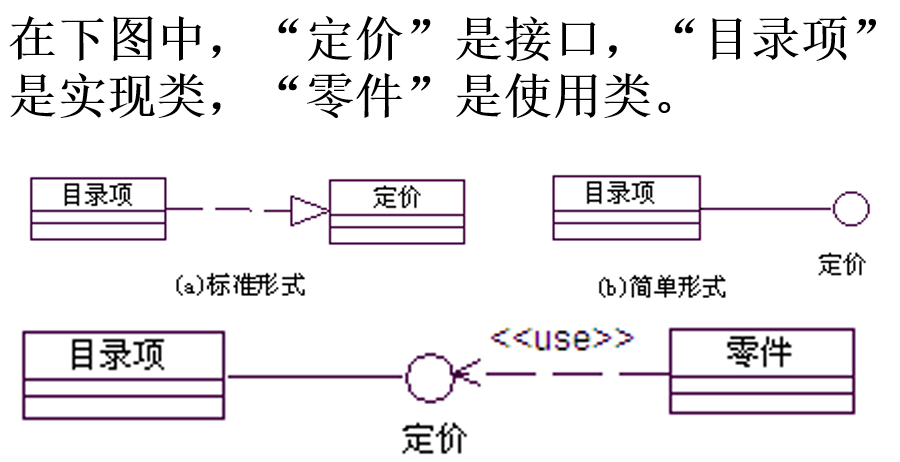 在下图中，“定价”是接口，“目录项”
是实现类，“零件”是使用类。
目录项 定价 目录项
定价
(a)标准形式 (b)简单形式
<<use>>
目录项 零件
定价